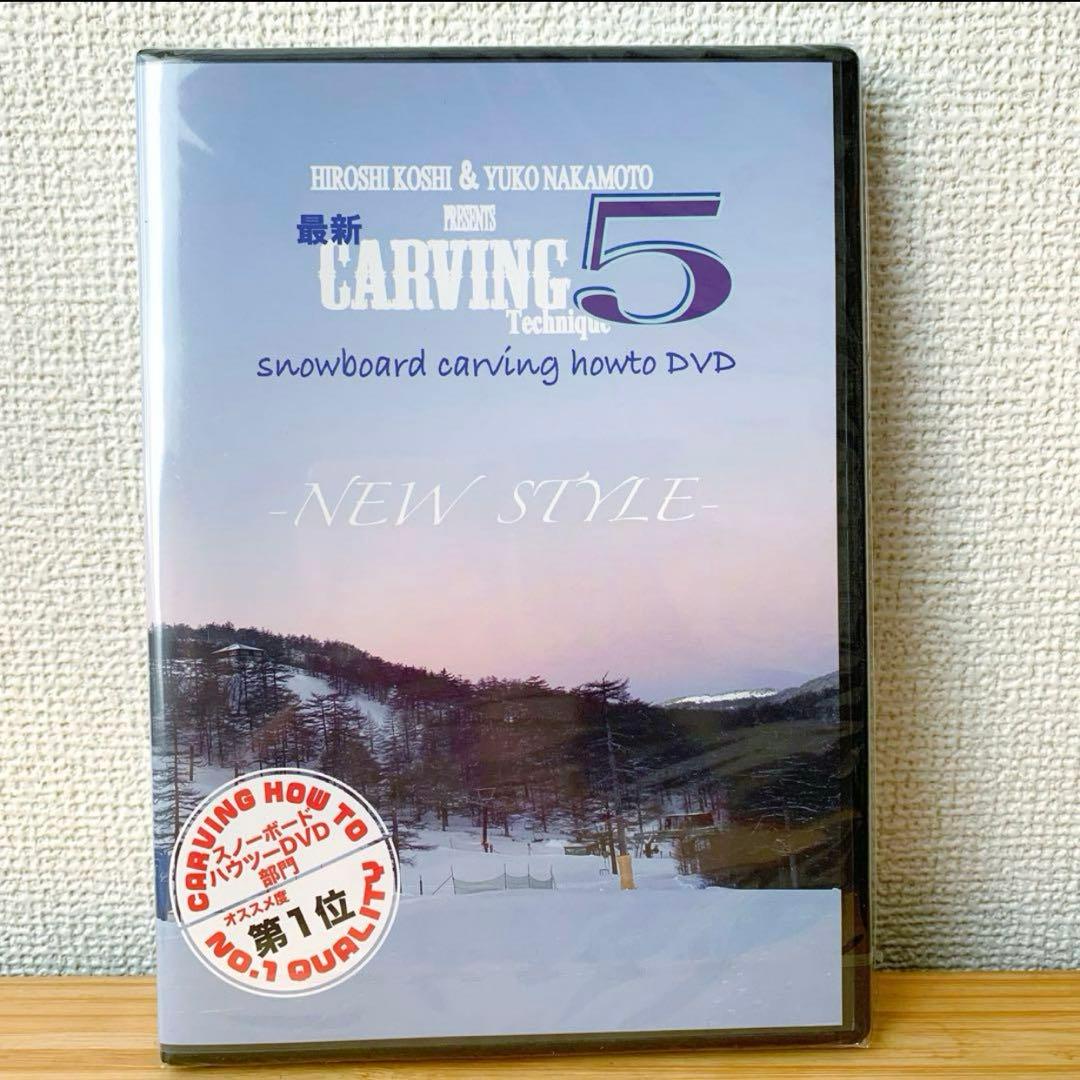 HIROSHI KOSHI & YUKO NAKAMOTO
PRESENTS
最新
CARVING 5
Technique
snowboard carving howto DVD
-NEW STYLE-
CARVING HOW TO
スノーボード
ハウツーDVD
部門
オススメ度
第1位
NO.1 QUALITY